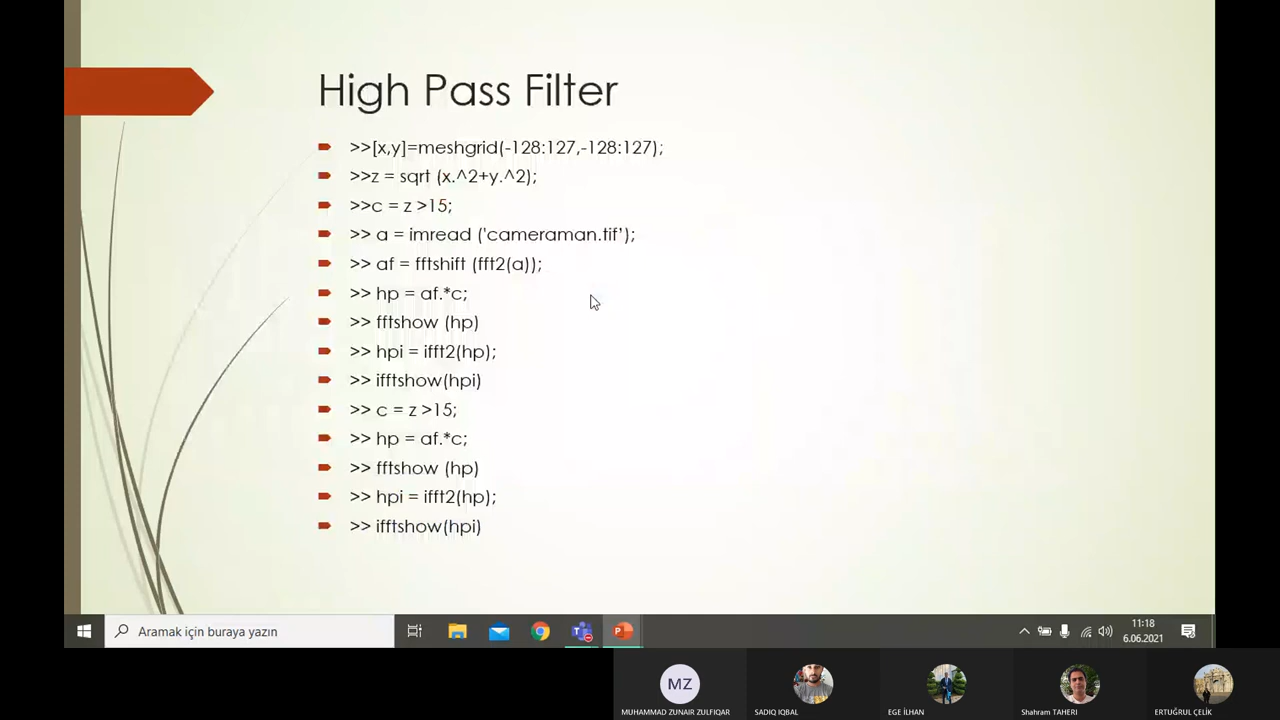 High Pass Filter
>>[x,y]=meshgrid(-128:127,-128:127);
>>z = sqrt (x.^2+y.^2);
>>c = z >15;
>> a = imread ('cameraman.tif’);
>> af = fftshift (fft2(a));
>> hp = af.*c;
>> fftshow (hp)
>> hpi = ifft2(hp);
>> ifftshow(hpi)
>> c = z >15;
>> hp = af.*c;
>> fftshow (hp)
>> hpi = ifft2(hp);
>> ifftshow(hpi)
Aramak için buraya yazın
11:18
6.06.2021
MZ
MUHAMMAD ZUNAIR ZULFIQAR
SADIQ IQBAL
EGE İLHAN
Shahram TAHERI
ERTUĞRUL ÇELİK